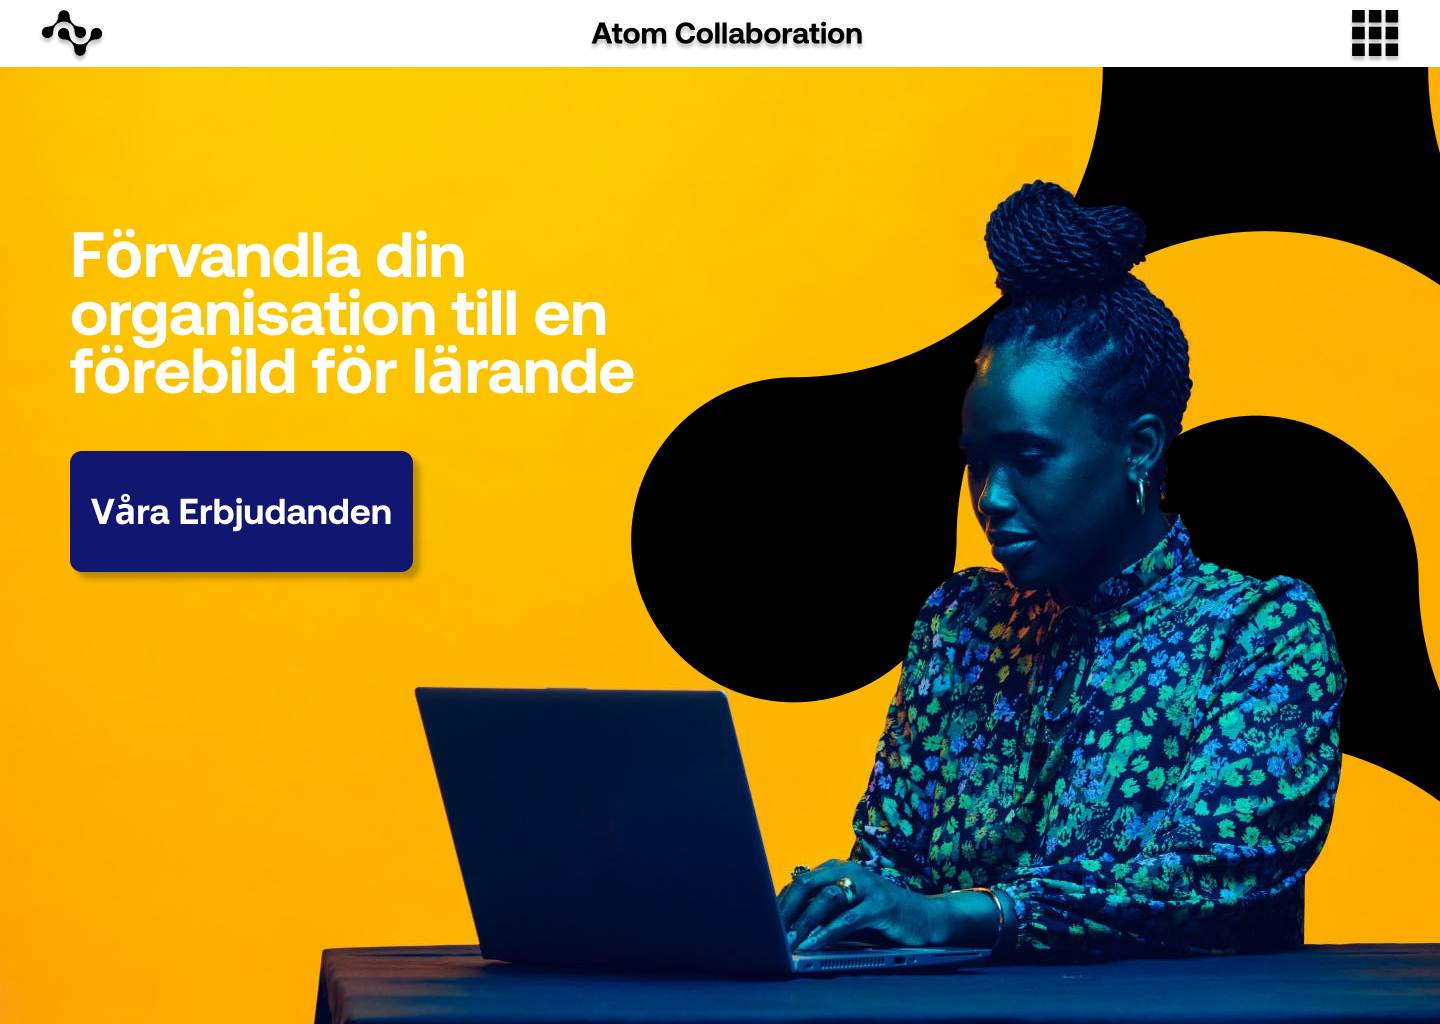 Atom Collaboration
Förvandla din
organisation till en
förebild för lärande
Våra Erbjudanden